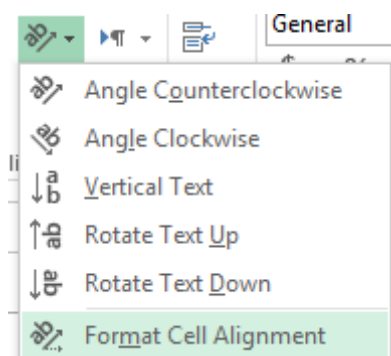 General
Angle Counterclockwise
Angle Clockwise
Vertical Text
Rotate Text Up
Rotate Text Down
Format Cell Alignment